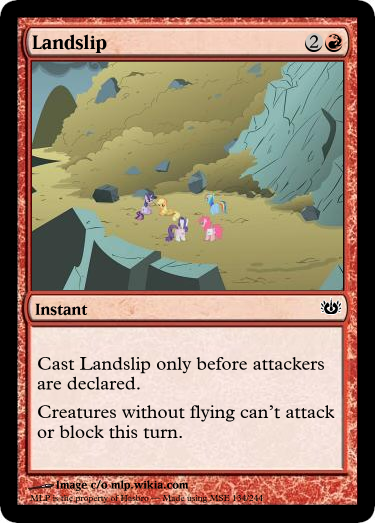 Landslip 2
Instant
Cast Landslip only before attackers
are declared.
Creatures without flying can't attack
or block this turn.
Image c/o mlp.wikia.com
MLP is the property of Hasbro — Made using MSE 134/244